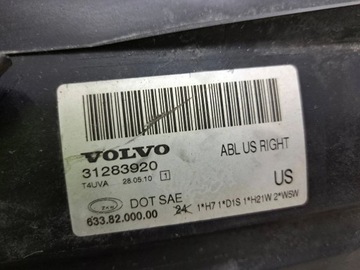 VOLVO
31283920 ABL US RIGHT
T4UVA 28.05.10 1 US
DOT SAE
633.82.000.00 24 1*H7 1*D1S 1*H21W 2*W5W